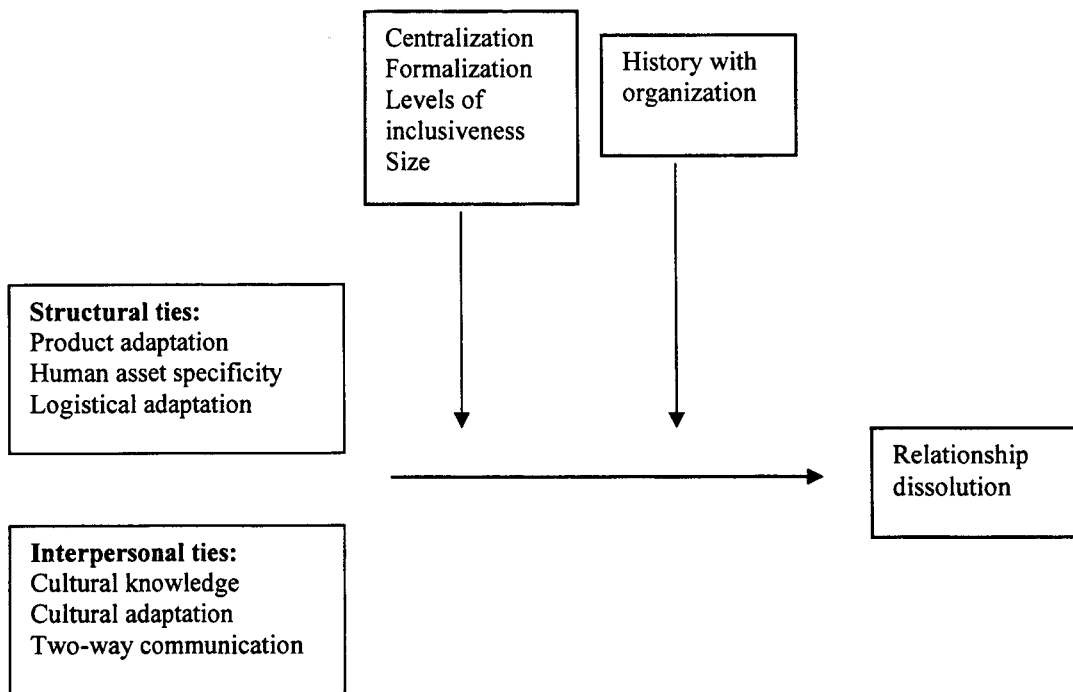 Centralization
Formalization
Levels of
inclusiveness
Size
History with
organization
Structural ties:
Product adaptation
Human asset specificity
Logistical adaptation
Relationship
dissolution
Interpersonal ties:
Cultural knowledge
Cultural adaptation
Two-way communication